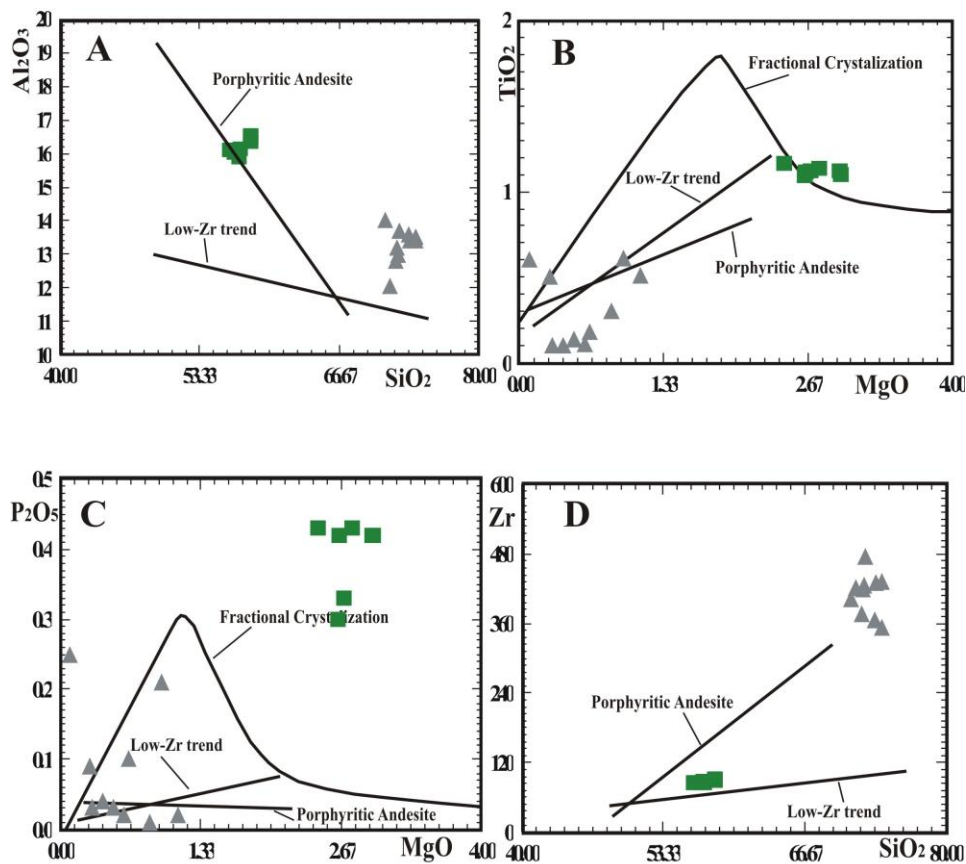 A
Al₂O₃
20
19
18
17
16
15
14
13
12
11
10
Porphyritic Andesite
Low-Zr trend
40.00
53.33
66.67
SiO₂
80.00
B
TiO₂
2
1
0
Fractional Crystalization
Low-Zr trend
Porphyritic Andesite
0.00
1.33
2.67
MgO
4.00
C
P₂O₅
0.5
0.4
0.3
0.2
0.1
0.0
Fractional Crystalization
Low-Zr trend
Porphyritic Andesite
0.00
1.33
2.67
MgO
4.00
D
Zr
600
480
360
240
120
0
Porphyritic Andesite
Low-Zr trend
40.00
53.33
66.67
SiO₂
80.00